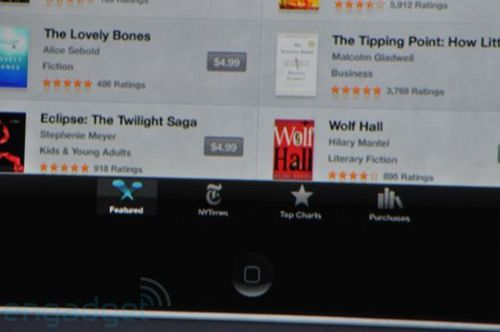 5,912 Ratings
The Lovely Bones
Alice Sebold
Fiction
$4.99
486 Ratings
The Tipping Point: How Litt
Malcolm Gladwell
Business
3,768 Ratings
Eclipse: The Twilight Saga
Stephenie Meyer
Kids & Young Adults
$4.99
918 Ratings
Wolf
Hall
Wolf Hall
Hilary Mantel
Literary Fiction
895 Ratings
Featured
NYTimes
Top Charts
Purchases
engadget